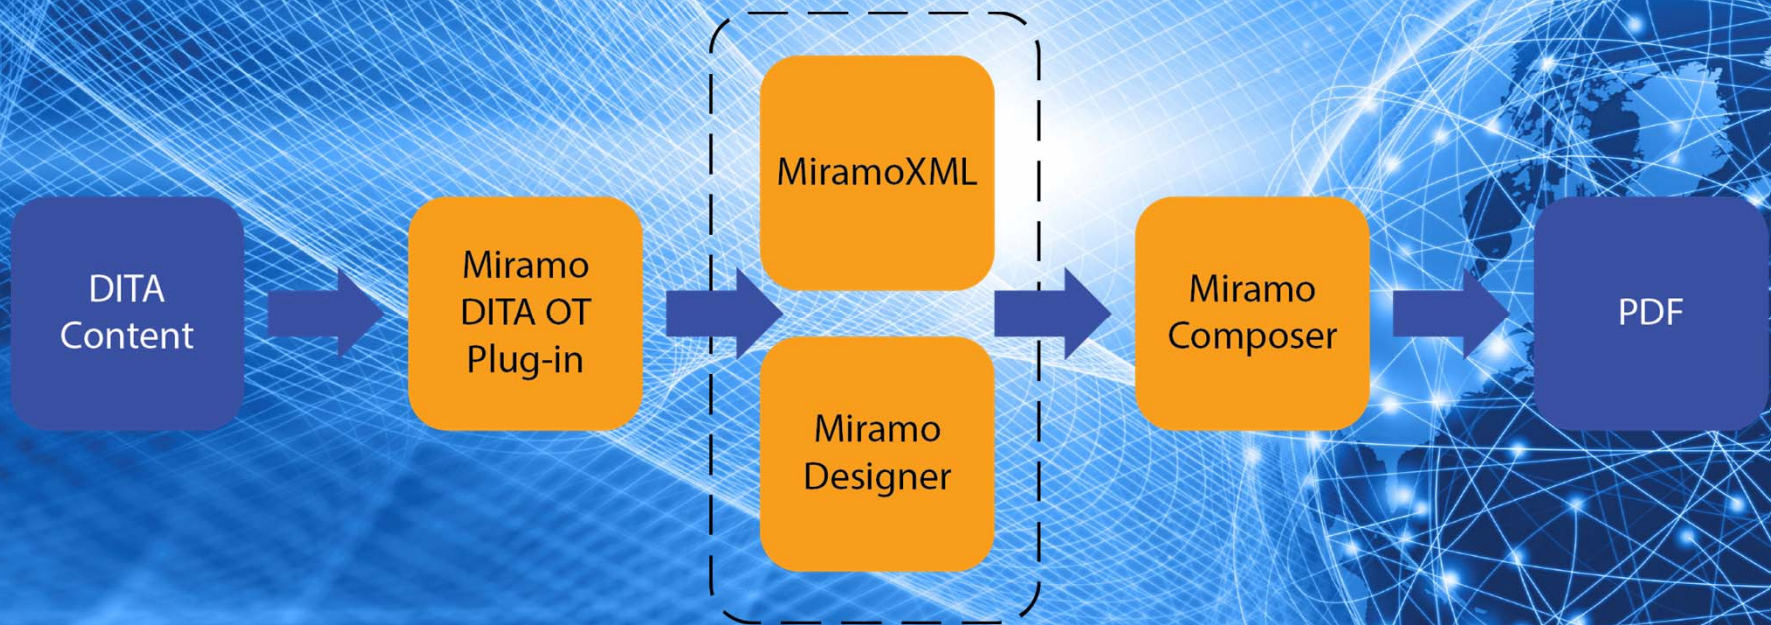 DITA
Content
Miramo
DITA OT
Plug-in
MiramoXML
Miramo
Designer
Miramo
Composer
PDF